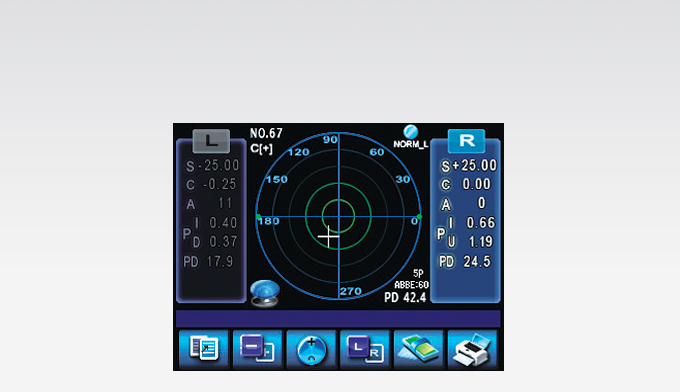 L
NO.67
C[+]
NORM_L
R
S -25.00
C -0.25
A 11
P
I 0.40
D 0.37
PD 17.9
90
120
60
150
30
180
0
270
S +25.00
C 0.00
A 0
P
I 0.66
U 1.19
PD 24.5
5P
ABBE:60
PD 42.4
L
R